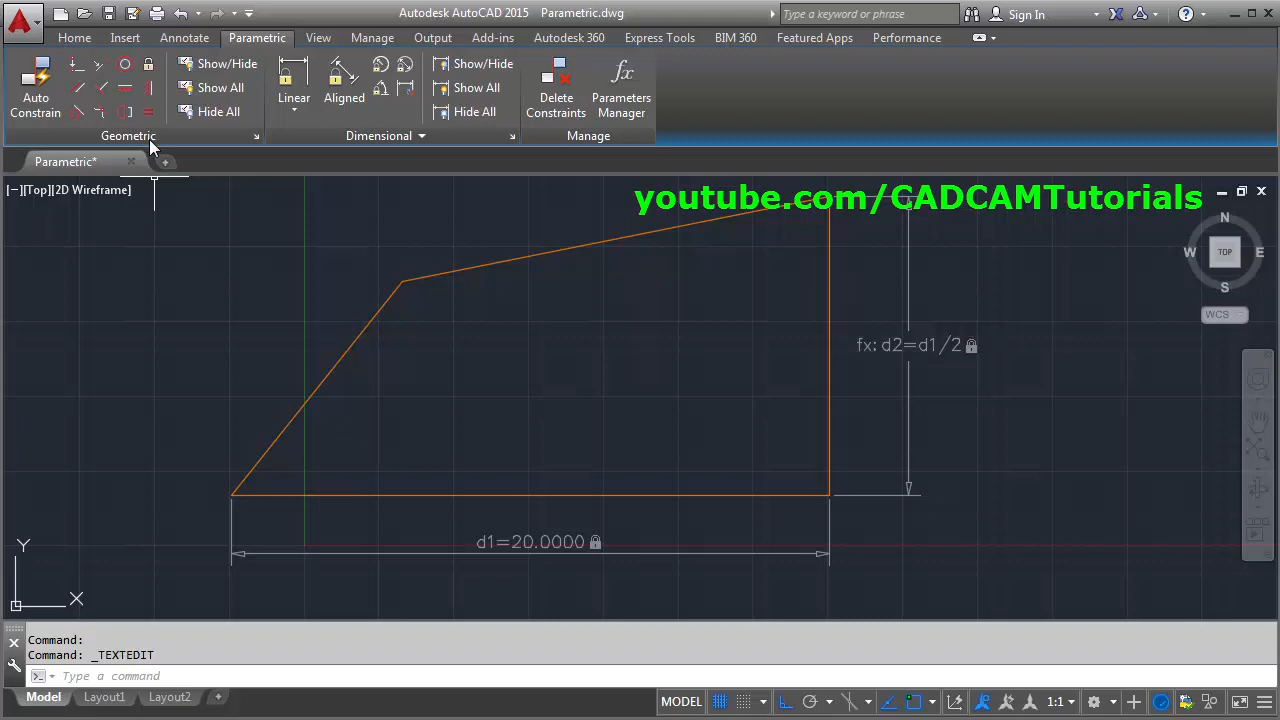 Autodesk AutoCAD 2015 Parametric.dwg
Type a keyword or phrase
Sign In
Home Insert Annotate Parametric View Manage Output Add-ins Autodesk 360 Express Tools BIM 360 Featured Apps Performance
Auto
Constrain
Show/Hide
Show All
Hide All
Geometric
Linear
Aligned
Show/Hide
Show All
Hide All
Dimensional
Delete
Constraints
fx
Parameters
Manager
Manage
Parametric*
[−][Top][2D Wireframe]
youtube.com/CADCAMTutorials
N
W TOP E
S
WCS
fx: d2=d1/2
d1=20.0000
Y
X
Command:
Command: _TEXTEDIT
Type a command
Model Layout1 Layout2 +
MODEL 1:1